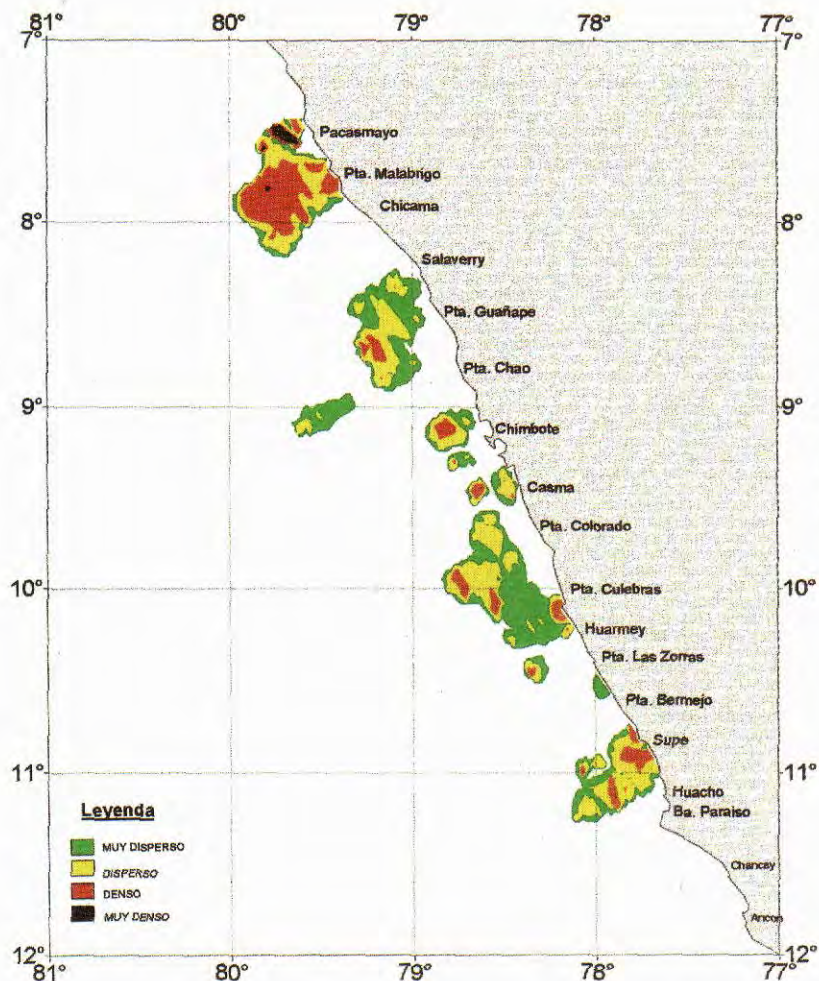 81° 80° 79° 78° 77°
7° 7°
Pacasmayo
Pta. Malabrigo
Chicama
8° 8°
Salaverry
Pta. Guañape
Pta. Chao
9° 9°
Chimbote
Casma
Pta. Colorado
10° 10°
Pta. Culebras
Huarmey
Pta. Las Zorras
Pta. Bermejo
Supe
11° 11°
Huacho
Ba. Paraiso
Leyenda
MUY DISPERSO
DISPERSO
DENSO
MUY DENSO
Chancay
Ancon
12° 12°
81° 80° 79° 78° 77°